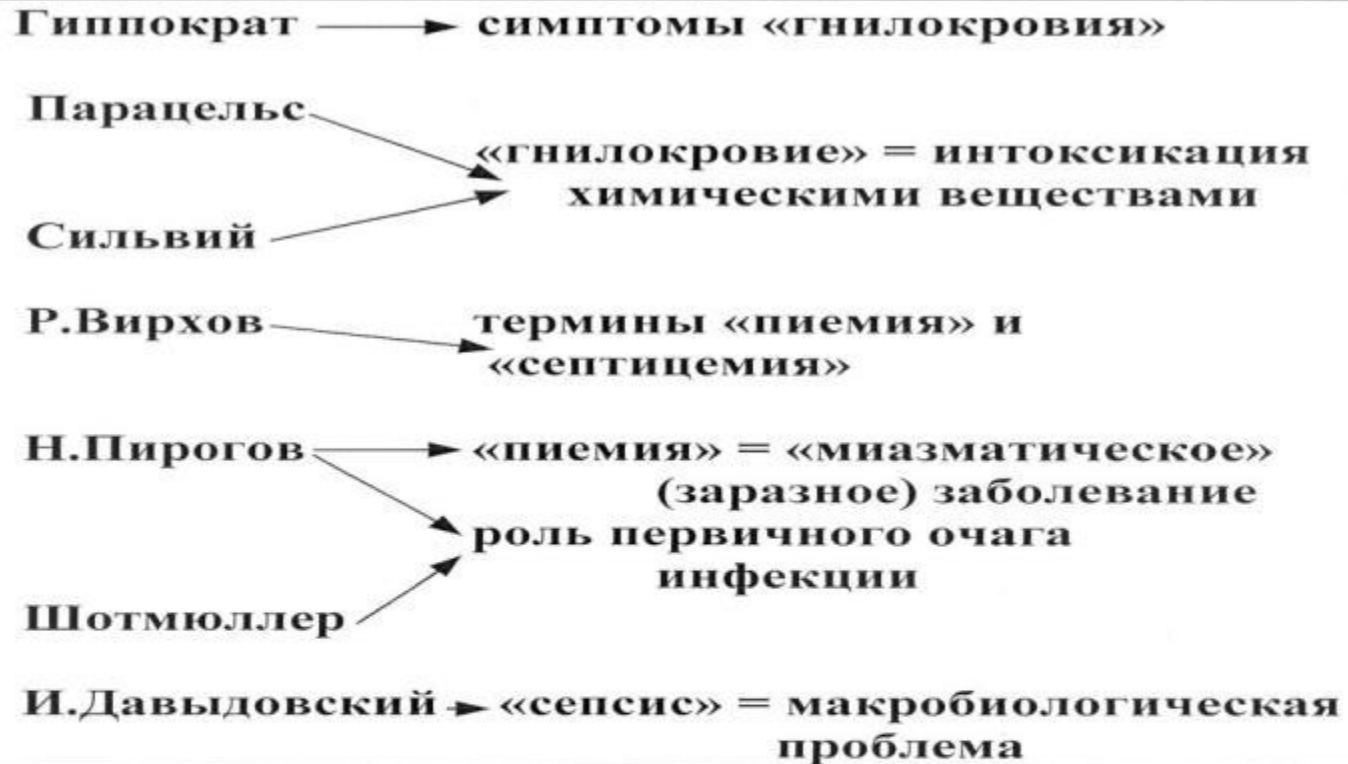 Гиппократ симптомы «гнилокровия»
Парацельс
«гнилокровие» = интоксикация
химическими веществами
Сильвий
Р.Вирхов термины «пиемия» и
«септицемия»
Н.Пирогов «пиемия» = «миазматическое»
(заразное) заболевание
роль первичного очага
инфекции
Шотмюллер
И.Давыдовский «сепсис» = макробиологическая
проблема